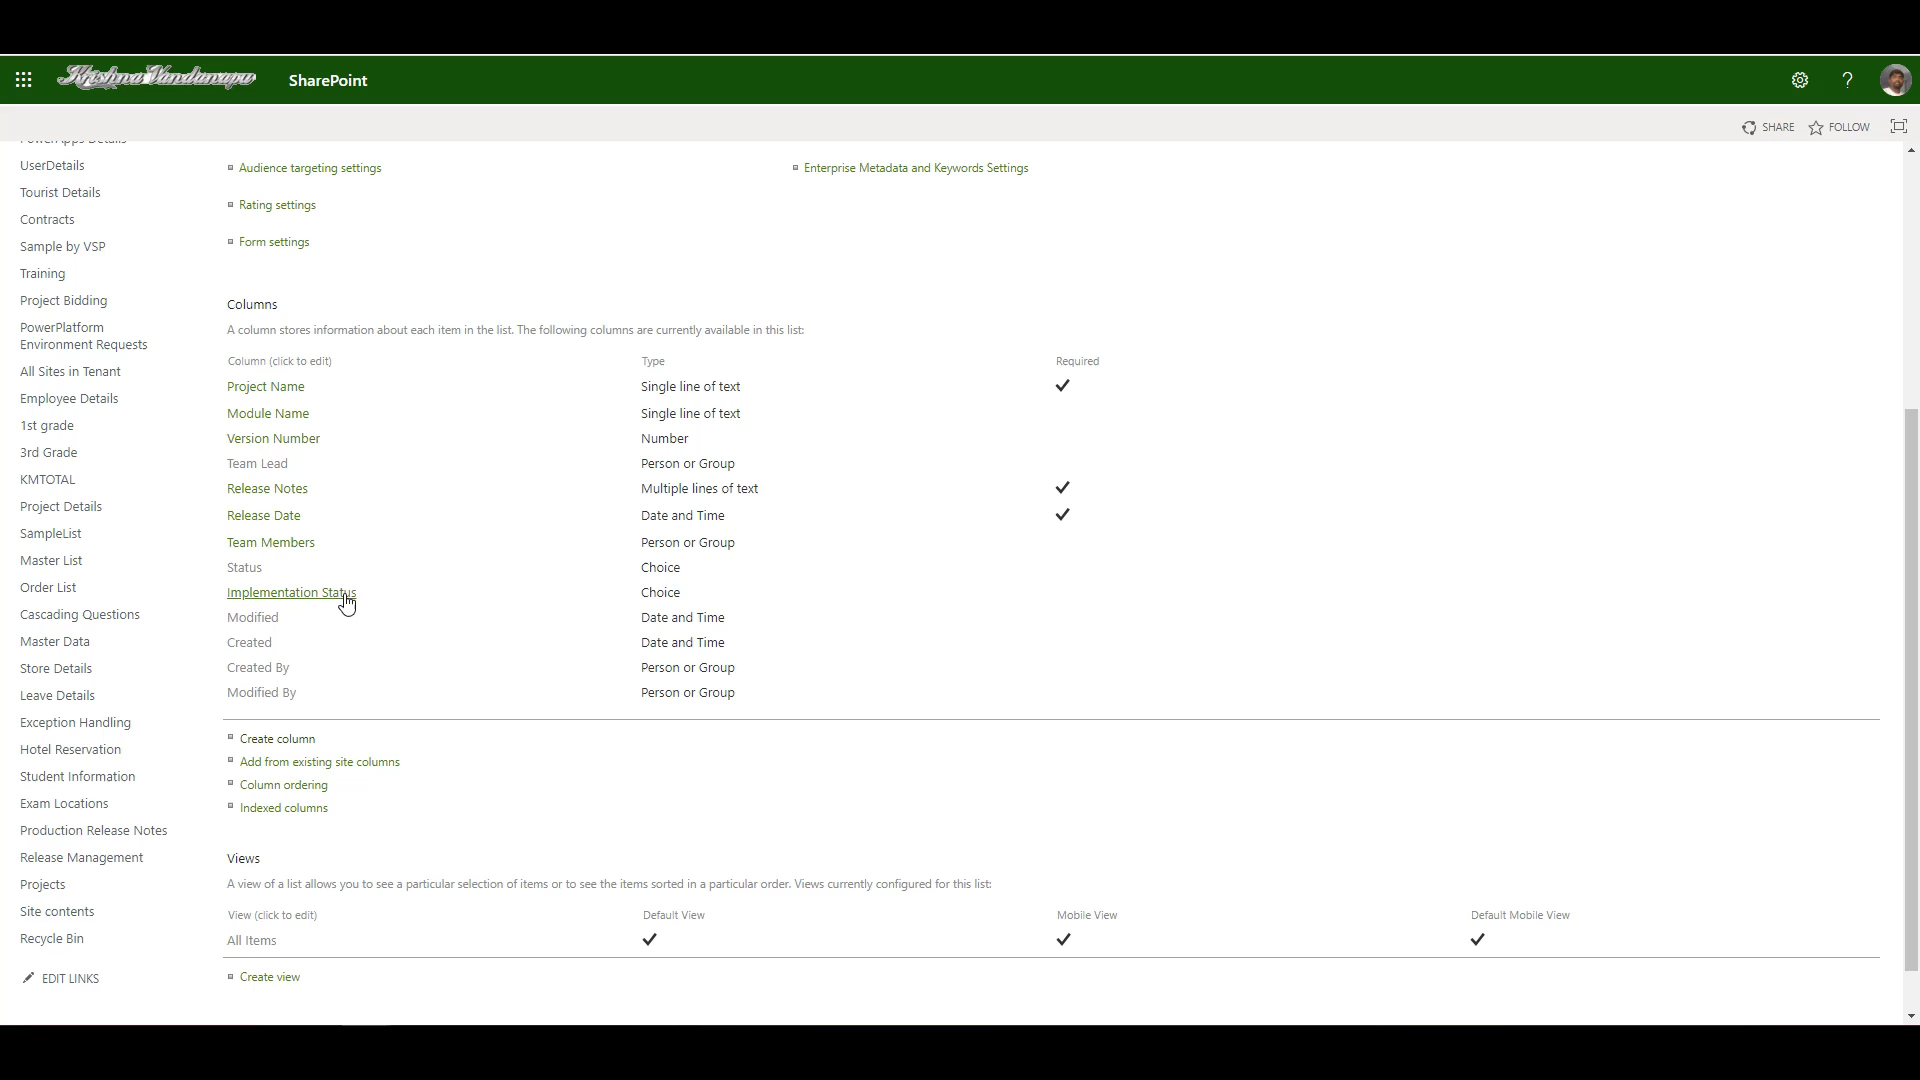 Krishna Vandanapu SharePoint ?
SHARE FOLLOW
PowerApps Details
UserDetails
Tourist Details
Contracts
Sample by VSP
Training
Project Bidding
PowerPlatform
Environment Requests
All Sites in Tenant
Employee Details
1st grade
3rd Grade
KMTOTAL
Project Details
SampleList
Master List
Order List
Cascading Questions
Master Data
Store Details
Leave Details
Exception Handling
Hotel Reservation
Student Information
Exam Locations
Production Release Notes
Release Management
Projects
Site contents
Recycle Bin
EDIT LINKS
Audience targeting settings Enterprise Metadata and Keywords Settings
Rating settings
Form settings
Columns
A column stores information about each item in the list. The following columns are currently available in this list:
Column (click to edit) Type Required
Project Name Single line of text
Module Name Single line of text
Version Number Number
Team Lead Person or Group
Release Notes Multiple lines of text
Release Date Date and Time
Team Members Person or Group
Status Choice
Implementation Status Choice
Modified Date and Time
Created Date and Time
Created By Person or Group
Modified By Person or Group
Create column
Add from existing site columns
Column ordering
Indexed columns
Views
A view of a list allows you to see a particular selection of items or to see the items sorted in a particular order. Views currently configured for this list:
View (click to edit) Default View Mobile View Default Mobile View
All Items
Create view